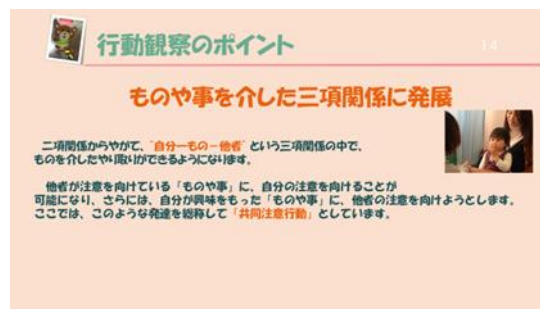 行動観察のポイント
14
ものや事を介した三項関係に発展
二項関係からやがて、"自分－もの－他者" という三項関係の中で、
ものを介したやり取りができるようになります。
他者が注意を向けている「ものや事」に、自分の注意を向けることが
可能になり、さらには、自分が興味をもった「ものや事」に、他者の注意を向けようとします。
ここでは、このような発達を総称して「共同注意行動」としています。